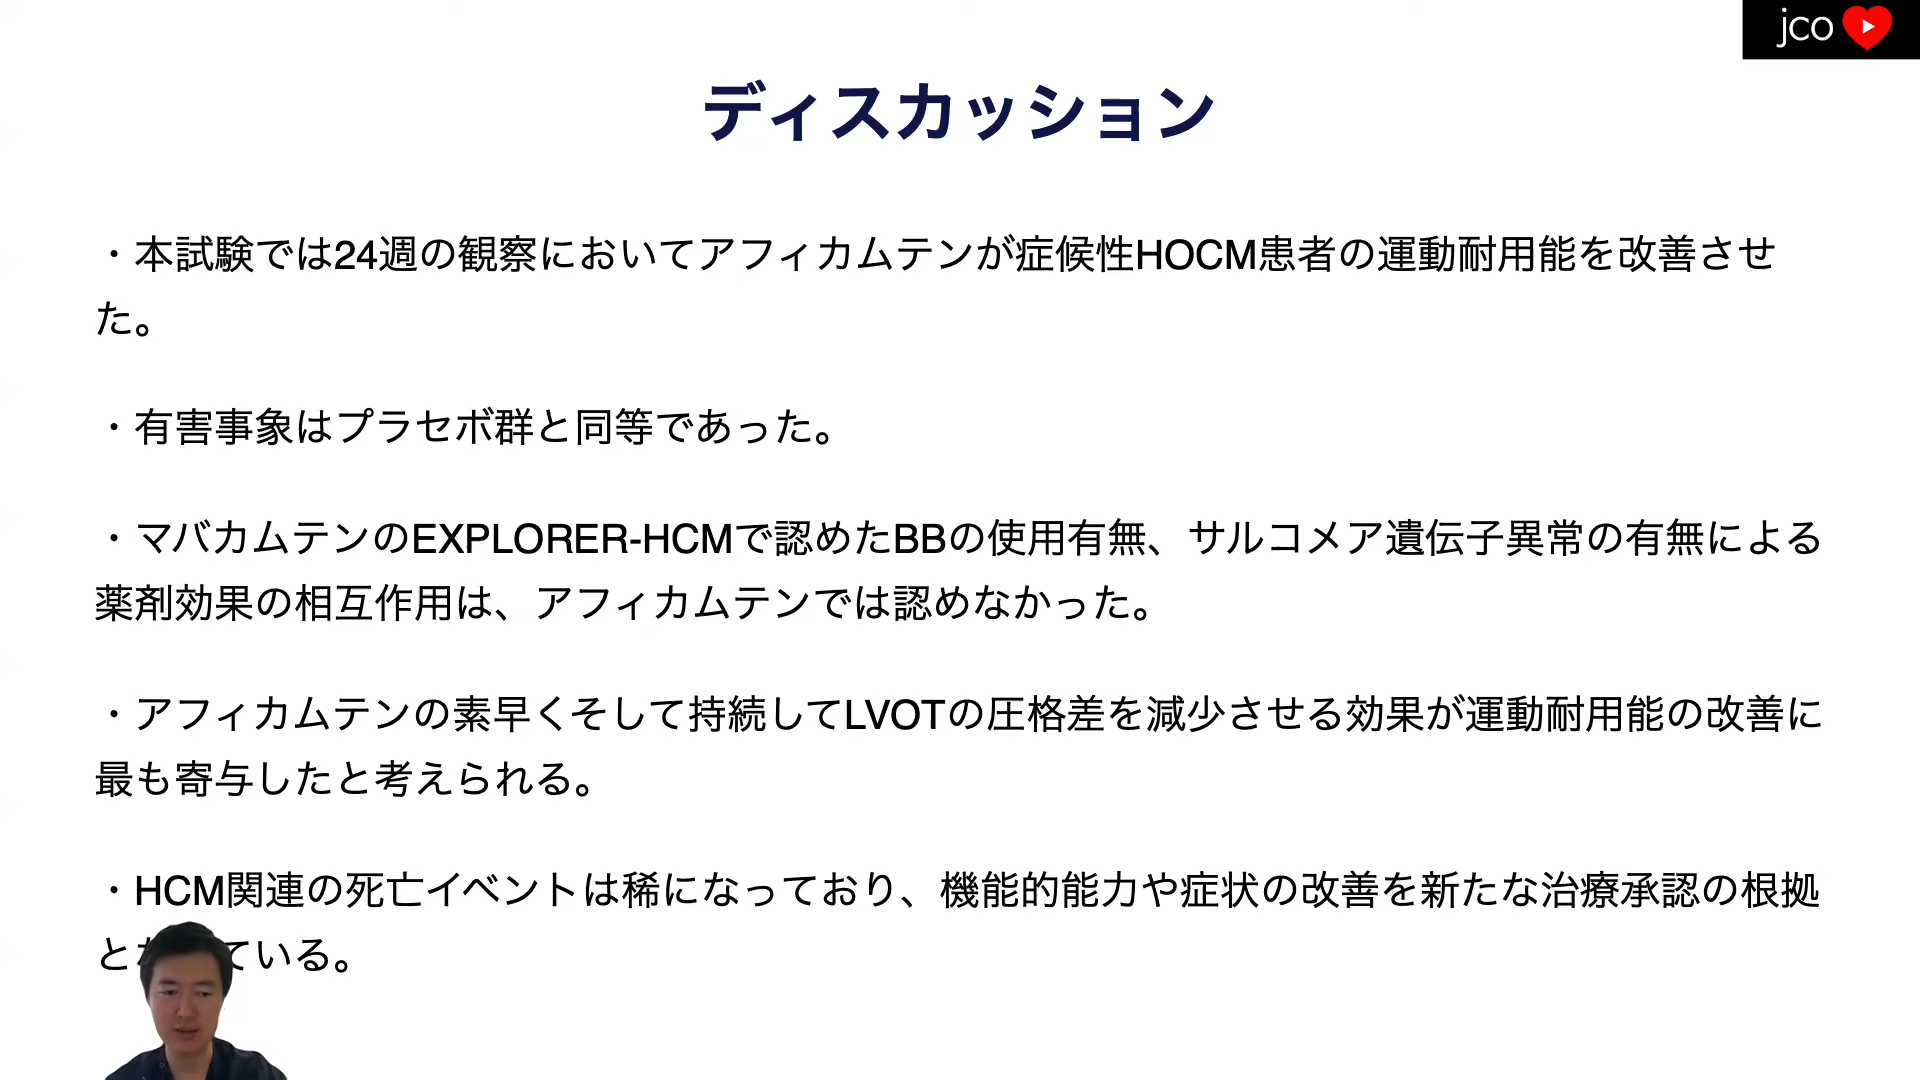 jco
ディスカッション
・本試験では24週の観察においてアフィカムテンが症候性HOCM患者の運動耐用能を改善させ
た。
・有害事象はプラセボ群と同等であった。
・マバカムテンのEXPLORER-HCMで認めたBBの使用有無、サルコメア遺伝子異常の有無による
薬剤効果の相互作用は、アフィカムテンでは認めなかった。
・アフィカムテンの素早くそして持続してLVOTの圧格差を減少させる効果が運動耐用能の改善に
最も寄与したと考えられる。
・HCM関連の死亡イベントは稀になっており、機能的能力や症状の改善を新たな治療承認の根拠
と ている。